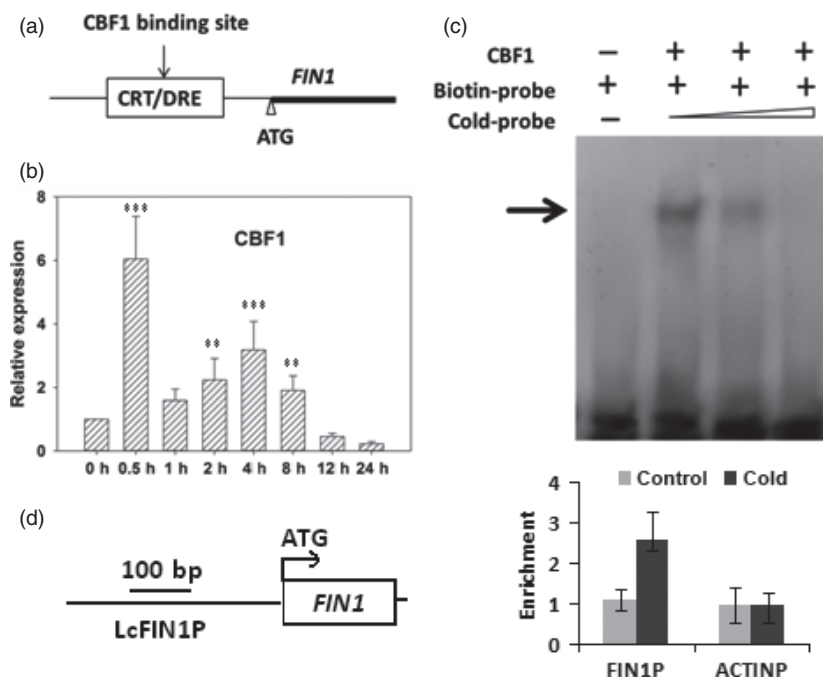 (a)
CBF1 binding site
CRT/DRE
FIN1
ATG
(b)
Relative expression
8
6
4
2
0
CBF1
***
**
***
**
0 h 0.5 h 1 h 2 h 4 h 8 h 12 h 24 h
(c)
CBF1 − + + +
Biotin-probe + + + +
Cold-probe −
(d)
100 bp
LcFIN1P
ATG
FIN1
Control Cold
Enrichment
4
3
2
1
0
FIN1P ACTINP